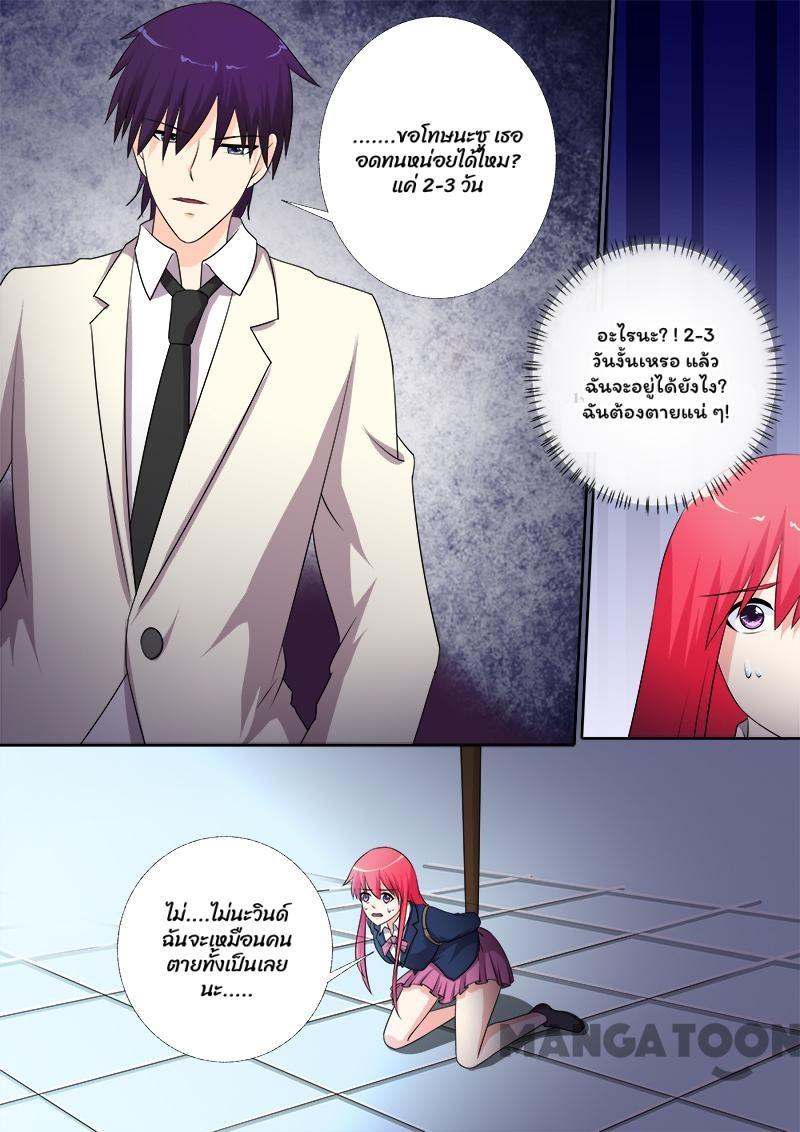 .......ขอโทษนะซู เธอ
อดทนหน่อยได้ไหม?
แค่ 2-3 วัน
อะไรนะ? ! 2-3
วันงั้นเหรอ แล้ว
ฉันจะอยู่ได้ยังไง?
ฉันต้องตายแน่ ๆ!
ไม่....ไม่นะวินด์
ฉันจะเหมือนคน
ตายทั้งเป็นเลย
นะ.....
MANGATOON